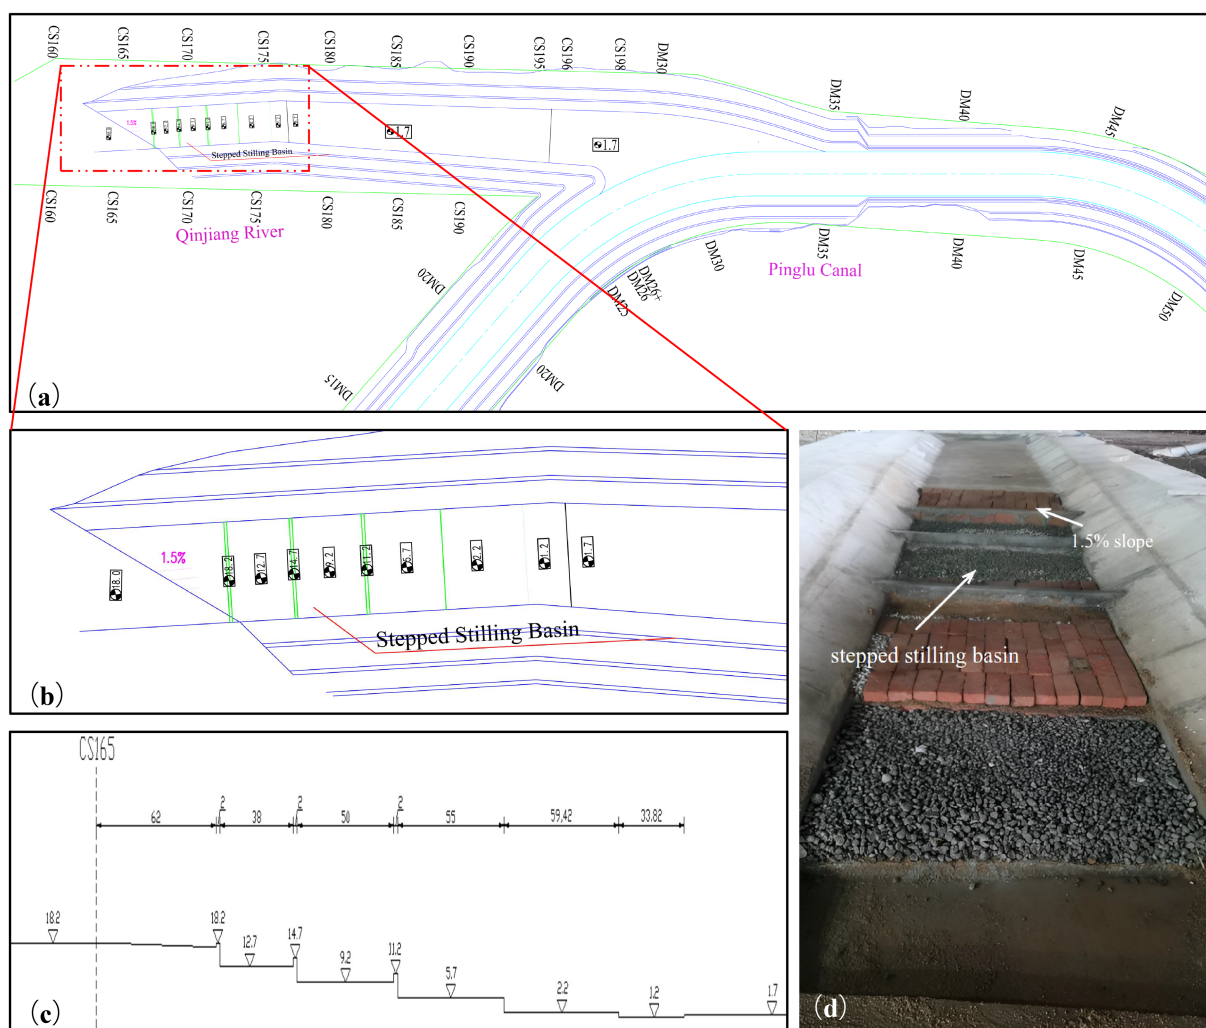 CS160
CS165
CS170
CS175
CS180
CS185
CS190
CS195
CS196
CS198
DM30
DM35
DM40
DM45
1.5%
1.7
1.7
Stepped Stilling Basin
CS160
CS165
CS170
CS175
CS180
CS185
CS190
Qinjiang River
DM20
DM15
DM20
DM25
DM26
DM26+
DM30
DM35
DM40
DM45
DM50
Pinglu Canal
(a)
1.5%
18.0
18.2
12.7
14.7
9.2
11.2
5.7
2.2
1.2
1.7
Stepped Stilling Basin
(b)
CS165
62
2
38
2
50
2
55
59.42
33.82
18.2
18.2
12.7
14.7
9.2
11.2
5.7
2.2
1.2
1.7
(c)
1.5% slope
stepped stilling basin
(d)